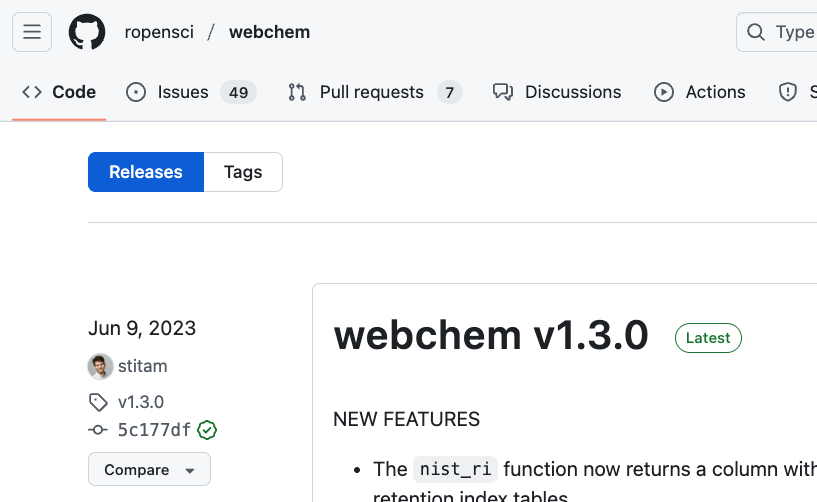 ropensci / webchem
Type
Code Issues 49 Pull requests 7 Discussions Actions
Releases Tags
Jun 9, 2023
stitam
v1.3.0
5c177df
Compare
webchem v1.3.0 Latest
NEW FEATURES
• The nist_ri function now returns a column with
retention index tables.